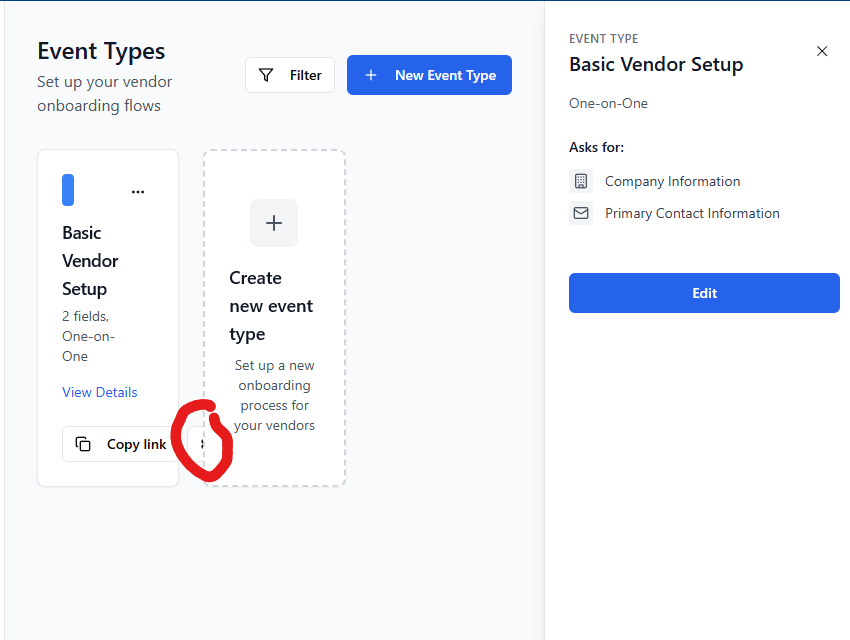 Event Types
Set up your vendor
onboarding flows
Filter
New Event Type
Basic
Vendor
Setup
2 fields,
One-on-
One
View Details
Copy link
Create
new event
type
Set up a new
onboarding
process for
your vendors
EVENT TYPE
Basic Vendor Setup
One-on-One
Asks for:
Company Information
Primary Contact Information
Edit